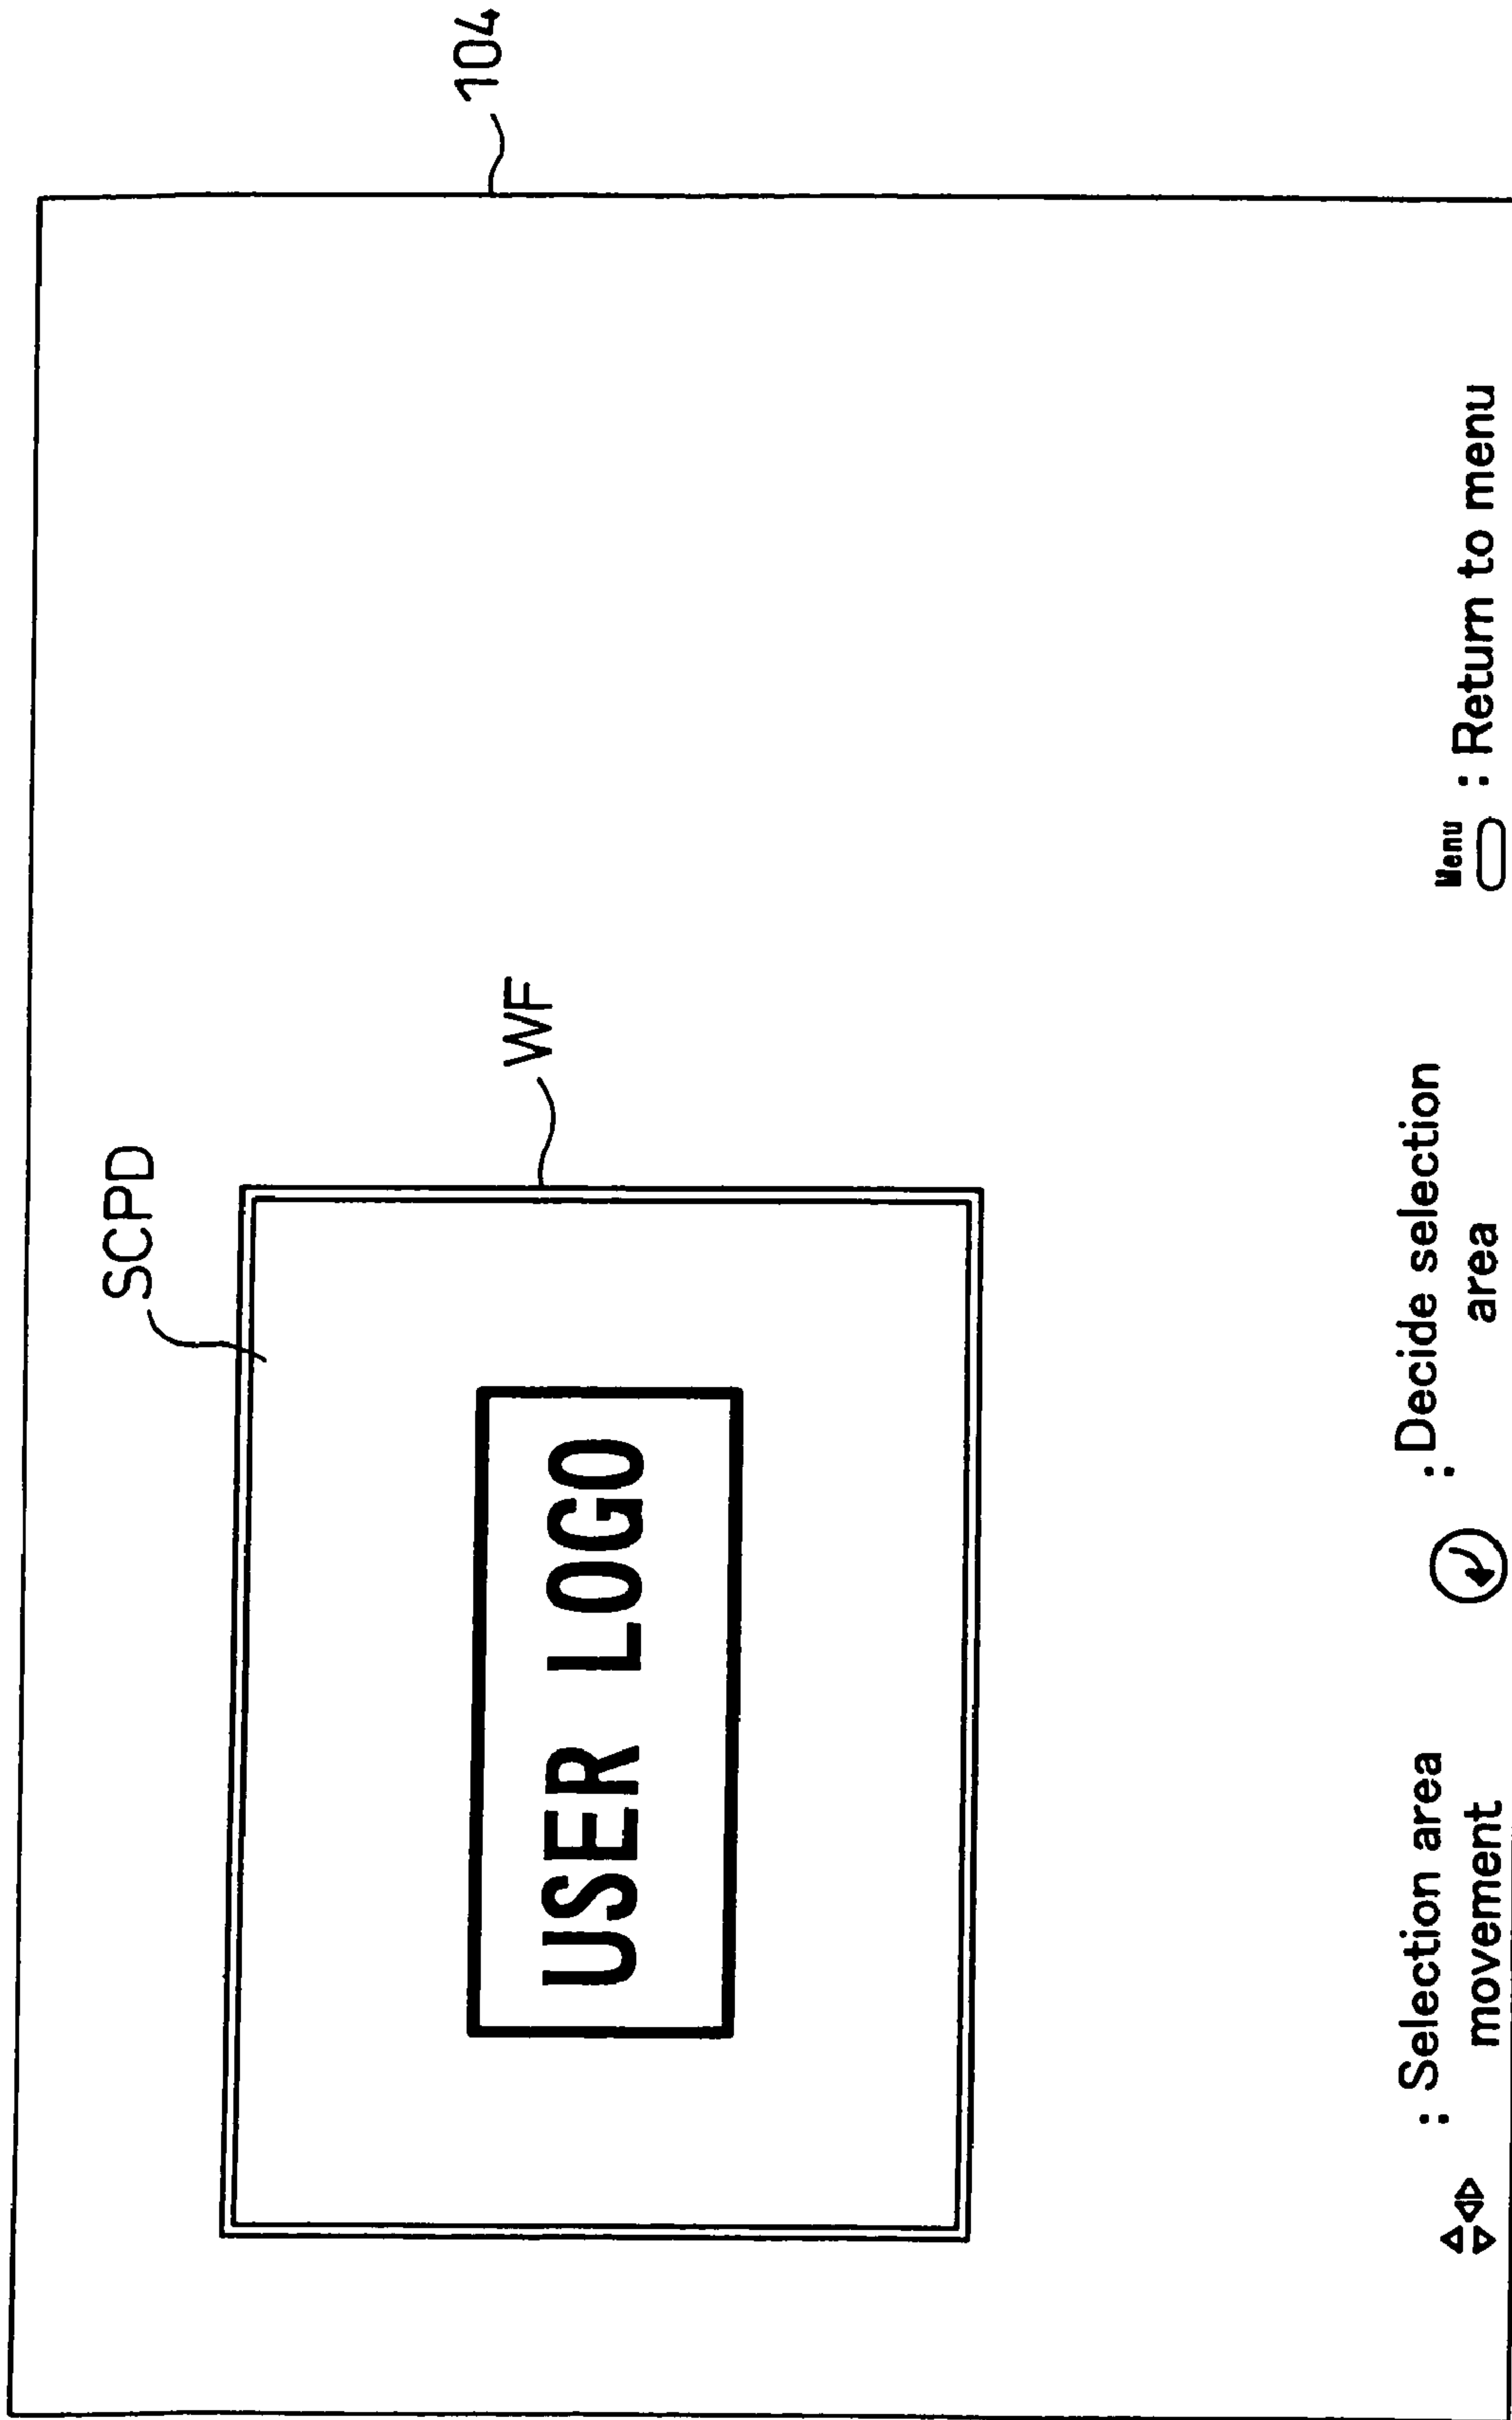 104
SCPD
WF
USER LOGO
: Selection area
movement
: Decide selection
area
Menu
: Return to menu